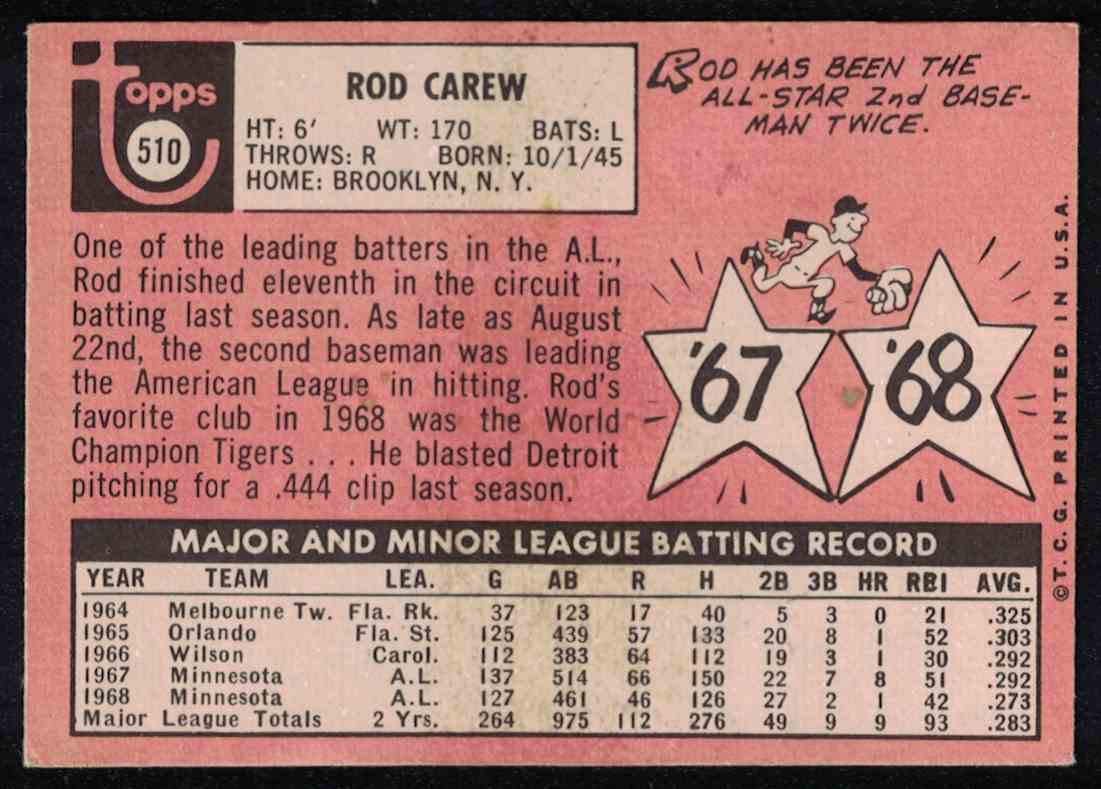 topps
510
ROD CAREW
HT: 6' WT: 170 BATS: L
THROWS: R BORN: 10/1/45
HOME: BROOKLYN, N. Y.
ROD HAS BEEN THE
ALL-STAR 2nd BASE-
MAN TWICE.
One of the leading batters in the A.L.,
Rod finished eleventh in the circuit in
batting last season. As late as August
22nd, the second baseman was leading
the American League in hitting. Rod's
favorite club in 1968 was the World
Champion Tigers . . . He blasted Detroit
pitching for a .444 clip last season.
'67
'68
©T. C. G. PRINTED IN U.S.A.
MAJOR AND MINOR LEAGUE BATTING RECORD
YEAR TEAM LEA. G AB R H 2B 3B HR RBI AVG.
1964 Melbourne Tw. Fla. Rk. 37 123 17 40 5 3 0 21 .325
1965 Orlando Fla. St. 125 439 57 133 20 8 1 52 .303
1966 Wilson Carol. 112 383 64 112 19 3 1 30 .292
1967 Minnesota A.L. 137 514 66 150 22 7 8 51 .292
1968 Minnesota A.L. 127 461 46 126 27 2 1 42 .273
Major League Totals 2 Yrs. 264 975 112 276 49 9 9 93 .283